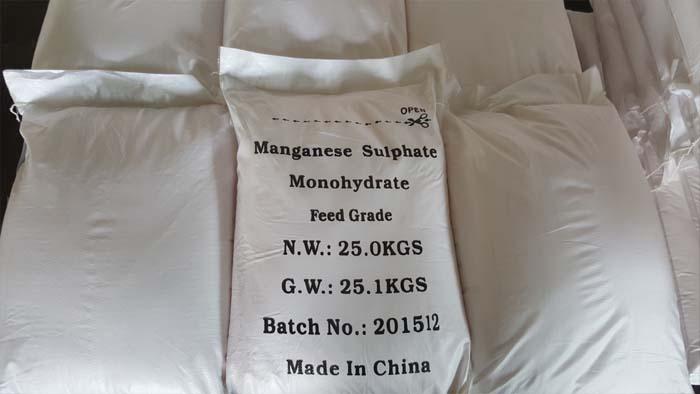 OPEN
Manganese Sulphate
Monohydrate
Feed Grade
N.W.: 25.0KGS
G.W.: 25.1KGS
Batch No.: 201512
Made In China